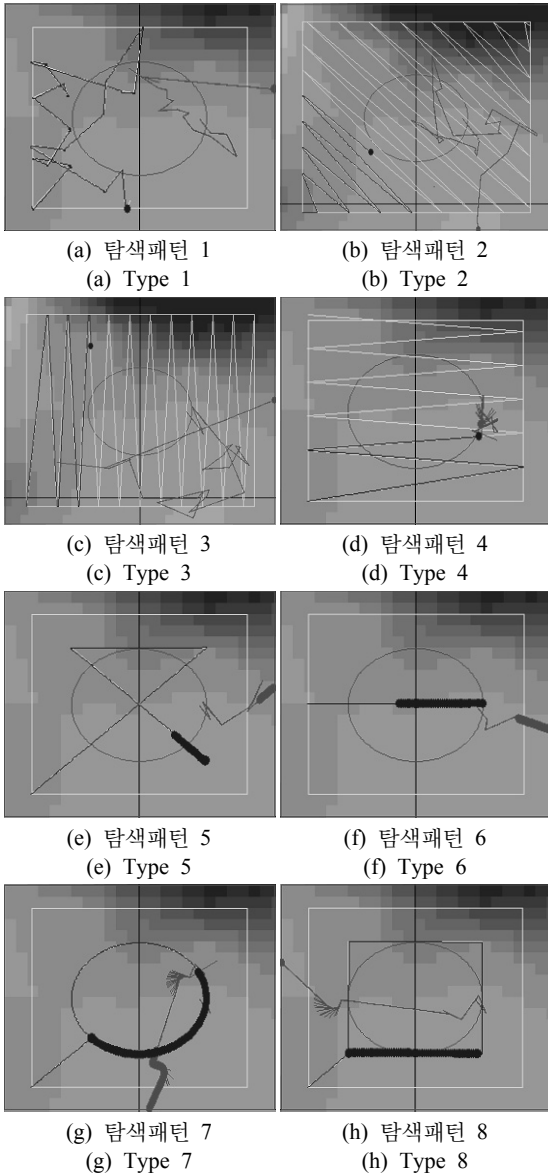 (a) 탐색패턴 1
(a) Type 1
(b) 탐색패턴 2
(b) Type 2
(c) 탐색패턴 3
(c) Type 3
(d) 탐색패턴 4
(d) Type 4
(e) 탐색패턴 5
(e) Type 5
(f) 탐색패턴 6
(f) Type 6
(g) 탐색패턴 7
(g) Type 7
(h) 탐색패턴 8
(h) Type 8